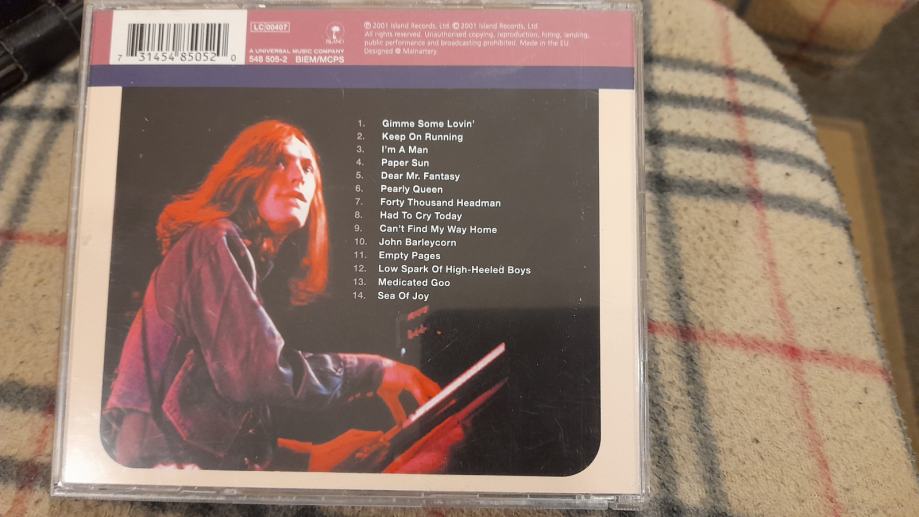 LC 00407
ISLAND
7 31454 85052 0
A UNIVERSAL MUSIC COMPANY
548 505-2 BIEM/MCPS
℗ 2001 Island Records, Ltd. © 2001 Island Records, Ltd.
All rights reserved. Unauthorised copying, reproduction, hiring, lending,
public performance and broadcasting prohibited. Made in the EU.
Designed @ Malnartery.
1. Gimme Some Lovin'
2. Keep On Running
3. I'm A Man
4. Paper Sun
5. Dear Mr. Fantasy
6. Pearly Queen
7. Forty Thousand Headman
8. Had To Cry Today
9. Can't Find My Way Home
10. John Barleycorn
11. Empty Pages
12. Low Spark Of High-Heeled Boys
13. Medicated Goo
14. Sea Of Joy